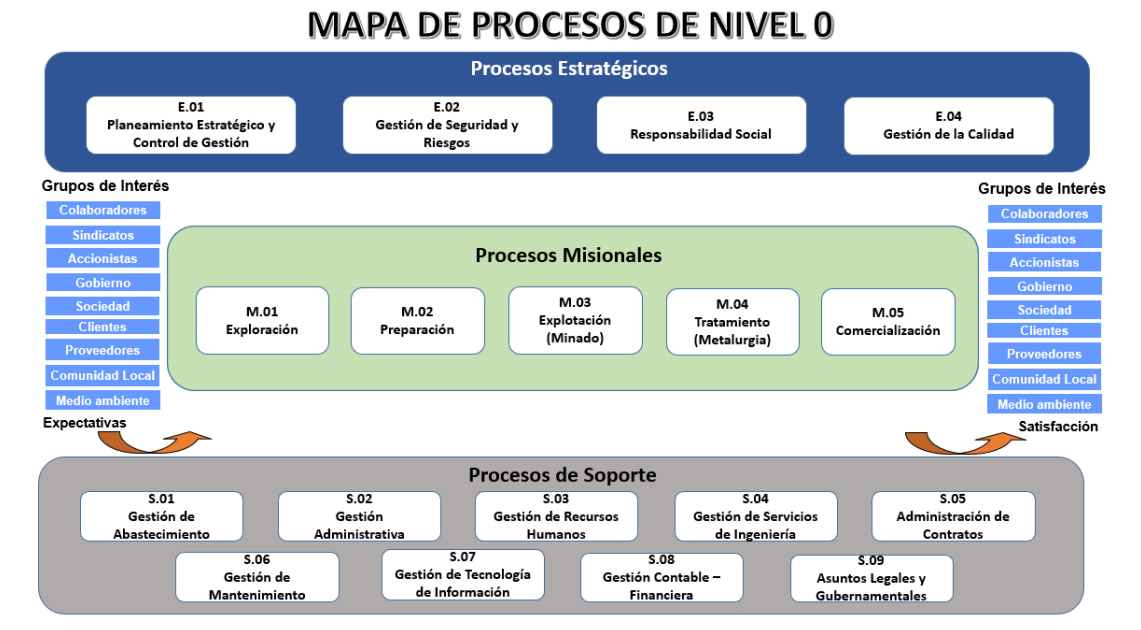 MAPA DE PROCESOS DE NIVEL 0
Procesos Estratégicos
E.01
Planeamiento Estratégico y
Control de Gestión
E.02
Gestión de Seguridad y
Riesgos
E.03
Responsabilidad Social
E.04
Gestión de la Calidad
Grupos de Interés
Colaboradores
Sindicatos
Accionistas
Gobierno
Sociedad
Clientes
Proveedores
Comunidad Local
Medio ambiente
Expectativas
Procesos Misionales
M.01
Exploración
M.02
Preparación
M.03
Explotación
(Minado)
M.04
Tratamiento
(Metalurgia)
M.05
Comercialización
Grupos de Interés
Colaboradores
Sindicatos
Accionistas
Gobierno
Sociedad
Clientes
Proveedores
Comunidad Local
Medio ambiente
Satisfacción
Procesos de Soporte
S.01
Gestión de
Abastecimiento
S.02
Gestión
Administrativa
S.03
Gestión de Recursos
Humanos
S.04
Gestión de Servicios
de Ingeniería
S.05
Administración de
Contratos
S.06
Gestión de
Mantenimiento
S.07
Gestión de Tecnología
de Información
S.08
Gestión Contable –
Financiera
S.09
Asuntos Legales y
Gubernamentales